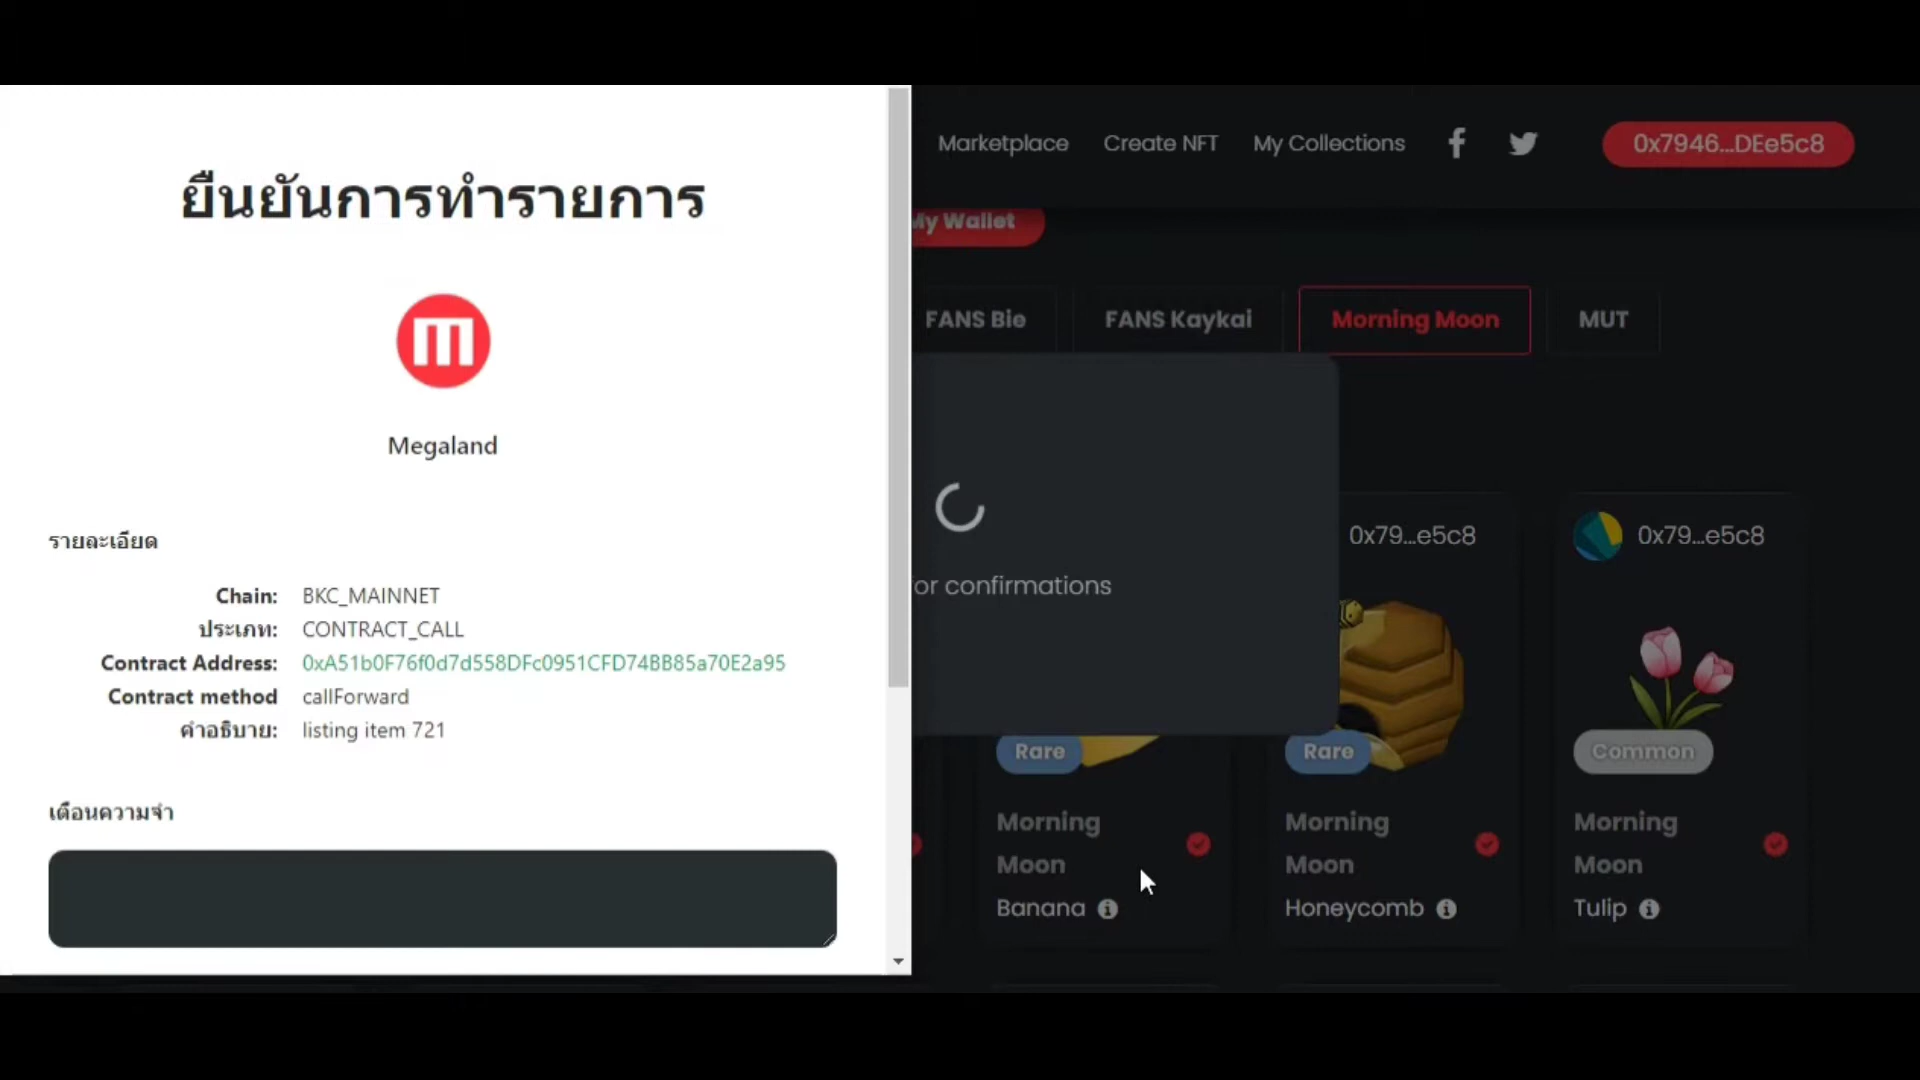 ยืนยันการทำรายการ
Megaland
รายละเอียด
Chain: BKC_MAINNET
ประเภท: CONTRACT_CALL
Contract Address: 0xA51b0F76f0d7d558DFc0951CFD74BB85a70E2a95
Contract method callForward
คำอธิบาย: listing item 721
เตือนความจำ
Marketplace Create NFT My Collections 0x7946...DEe5c8
My Wallet
FANS Bie FANS Kaykai Morning Moon MUT
or confirmations
0x79...e5c8 0x79...e5c8
Rare Rare Common
Morning Moon Morning Moon Morning Moon
Banana Honeycomb Tulip